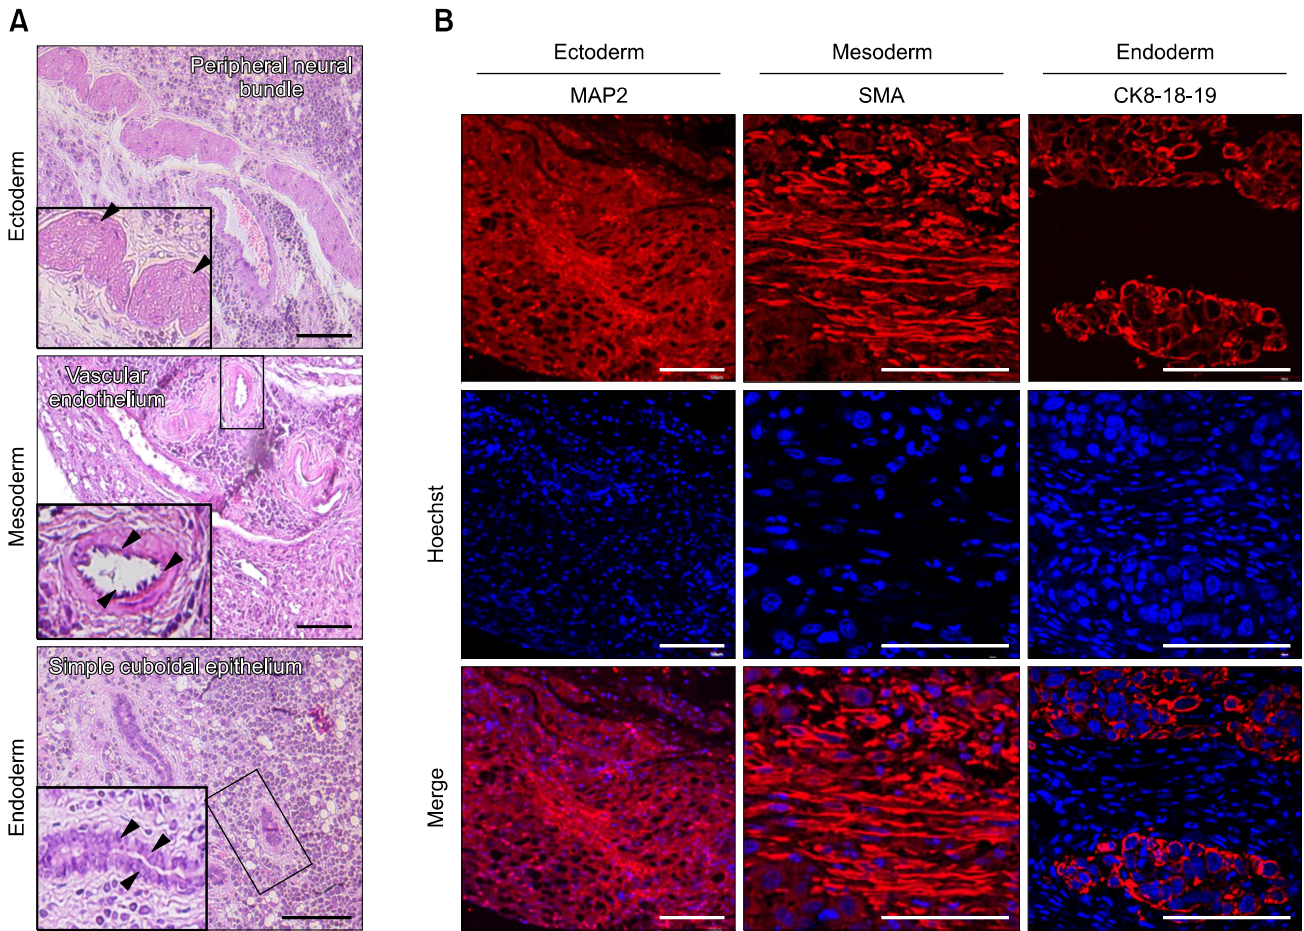 A
Ectoderm
Peripheral neural
bundle
Mesoderm
Vascular
endothelium
Endoderm
Simple cuboidal epithelium
B
Ectoderm
Mesoderm
Endoderm
MAP2
SMA
CK8-18-19
Hoechst
Merge